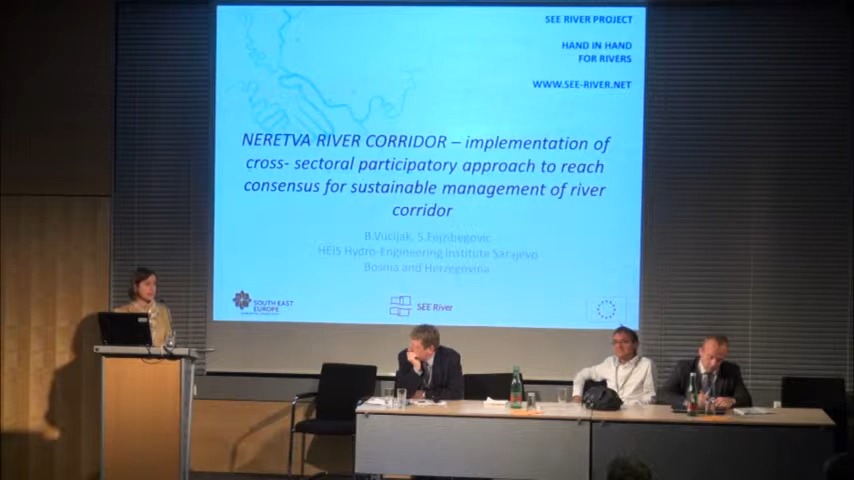 SEE RIVER PROJECT
HAND IN HAND
FOR RIVERS
WWW.SEE-RIVER.NET
NERETVA RIVER CORRIDOR – implementation of
cross- sectoral participatory approach to reach
consensus for sustainable management of river
corridor
B.Vucijak, S.Fejzibegovic
HEIS Hydro-Engineering Institute Sarajevo
Bosnia and Herzegovina
SOUTH EAST
EUROPE
SEE River